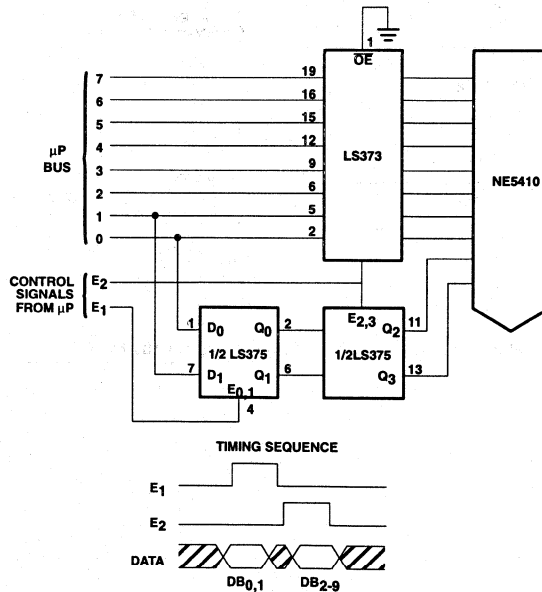 1
OE
7 19
6 16
5 15
4 12
3 9
2 6
1 5
0 2
µP
BUS
LS373
NE5410
CONTROL
SIGNALS
FROM µP
E2
E1
1 D0 Q0 2
1/2 LS375
7 D1 Q1 6
E0,1
4
E2,3
Q2 11
1/2LS375
Q3 13
TIMING SEQUENCE
E1
E2
DATA
DB0,1 DB2-9